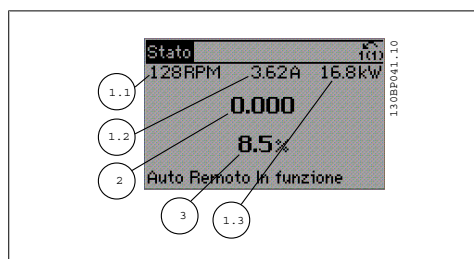 Stato
1(1)
128RPM 3.62A 16.8kW
0.000
8.5%
Auto Remoto In funzione
1.1
1.2
2
3
1.3
130BP041.10